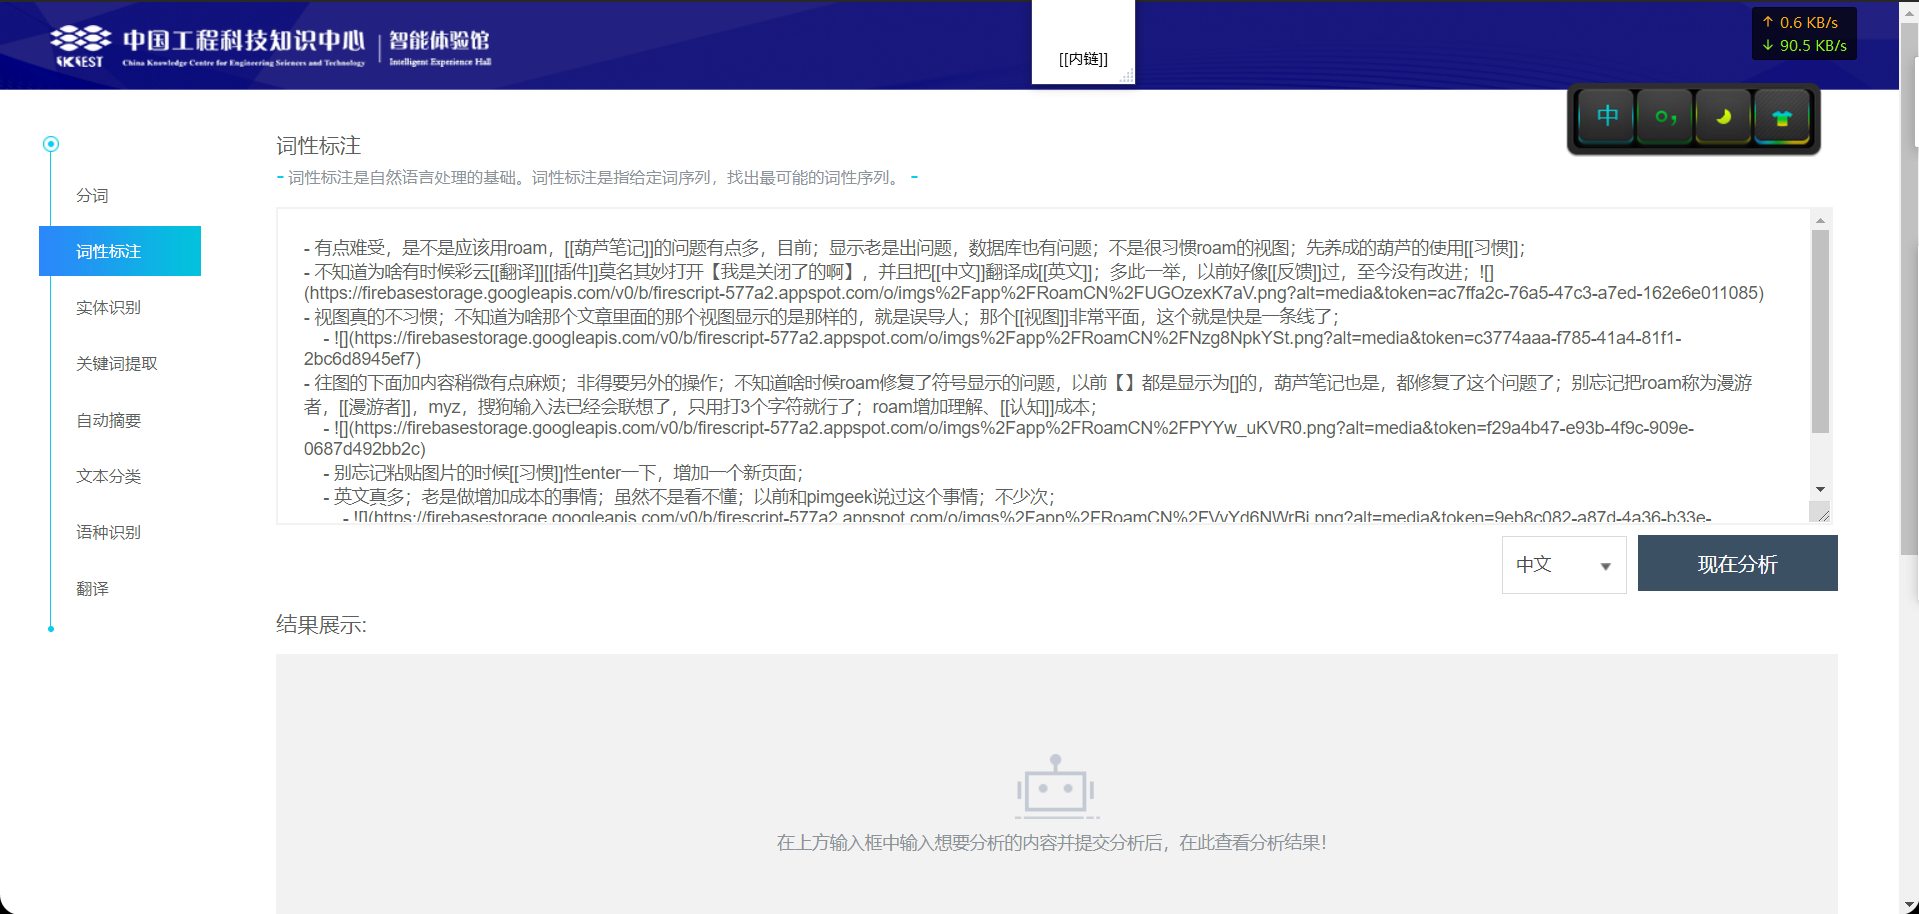 中国工程科技知识中心
智能体验馆
CKCEST
China Knowledge Centre for Engineering Sciences and Technology
Intelligent Experience Hall
[[内链]]
↑ 0.6 KB/s
↓ 90.5 KB/s
中
词性标注
- 词性标注是自然语言处理的基础。词性标注是指给定词序列，找出最可能的词性序列。 -
分词
词性标注
实体识别
关键词提取
自动摘要
文本分类
语种识别
翻译
- 有点难受，是不是应该用roam，[[葫芦笔记]]的问题有点多，目前；显示老是出问题，数据库也有问题；不是很习惯roam的视图；先养成的葫芦的使用[[习惯]]；
- 不知道为啥有时候彩云[[翻译]][[插件]]莫名其妙打开【我是关闭了的啊】，并且把[[中文]]翻译成[[英文]]；多此一举，以前好像[[反馈]]过，至今没有改进；![]
(https://firebasestorage.googleapis.com/v0/b/firescript-577a2.appspot.com/o/imgs%2Fapp%2FRoamCN%2FUGOzexK7aV.png?alt=media&token=ac7ffa2c-76a5-47c3-a7ed-162e6e011085)
- 视图真的不习惯；不知道为啥那个文章里面的那个视图显示的是那样的，就是误导人；那个[[视图]]非常平面，这个就是快是一条线了；
- ![](https://firebasestorage.googleapis.com/v0/b/firescript-577a2.appspot.com/o/imgs%2Fapp%2FRoamCN%2FNzg8NpkYSt.png?alt=media&token=c3774aaa-f785-41a4-81f1-
2bc6d8945ef7)
- 往图的下面加内容稍微有点麻烦；非得要另外的操作；不知道啥时候roam修复了符号显示的问题，以前【】都是显示为[]的，葫芦笔记也是，都修复了这个问题了；别忘记把roam称为漫游
者，[[漫游者]]，myz，搜狗输入法已经会联想了，只用打3个字符就行了；roam增加理解、[[认知]]成本；
- ![](https://firebasestorage.googleapis.com/v0/b/firescript-577a2.appspot.com/o/imgs%2Fapp%2FRoamCN%2FPYYw_uKVR0.png?alt=media&token=f29a4b47-e93b-4f9c-909e-
0687d492bb2c)
- 别忘记粘贴图片的时候[[习惯]]性enter一下，增加一个新页面；
- 英文真多；老是做增加成本的事情；虽然不是看不懂；以前和pimgeek说过这个事情；不少次；
- ![](https://firebasestorage.googleapis.com/v0/b/firescript-577a2.appspot.com/o/imgs%2Fapp%2FRoamCN%2FVvYd6NWrBi.png?alt=media&token=9eb8c082-a87d-4a36-b33e-
中文
现在分析
结果展示:
在上方输入框中输入想要分析的内容并提交分析后，在此查看分析结果！